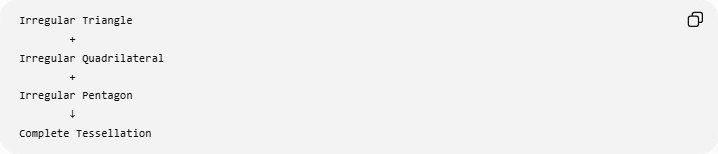 Irregular Triangle
+
Irregular Quadrilateral
+
Irregular Pentagon
↓
Complete Tessellation